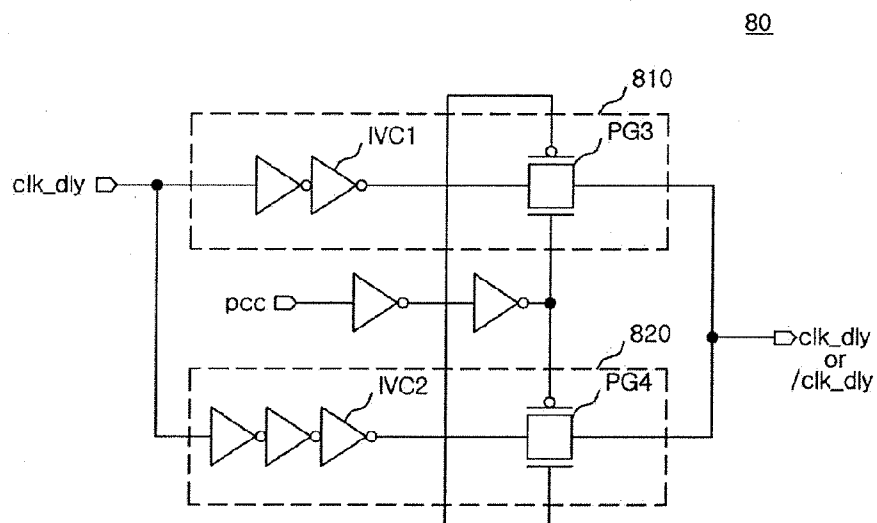 80
810
IVC1
PG3
clk_dly
pcc
820
clk_dly
or
/clk_dly
IVC2
PG4